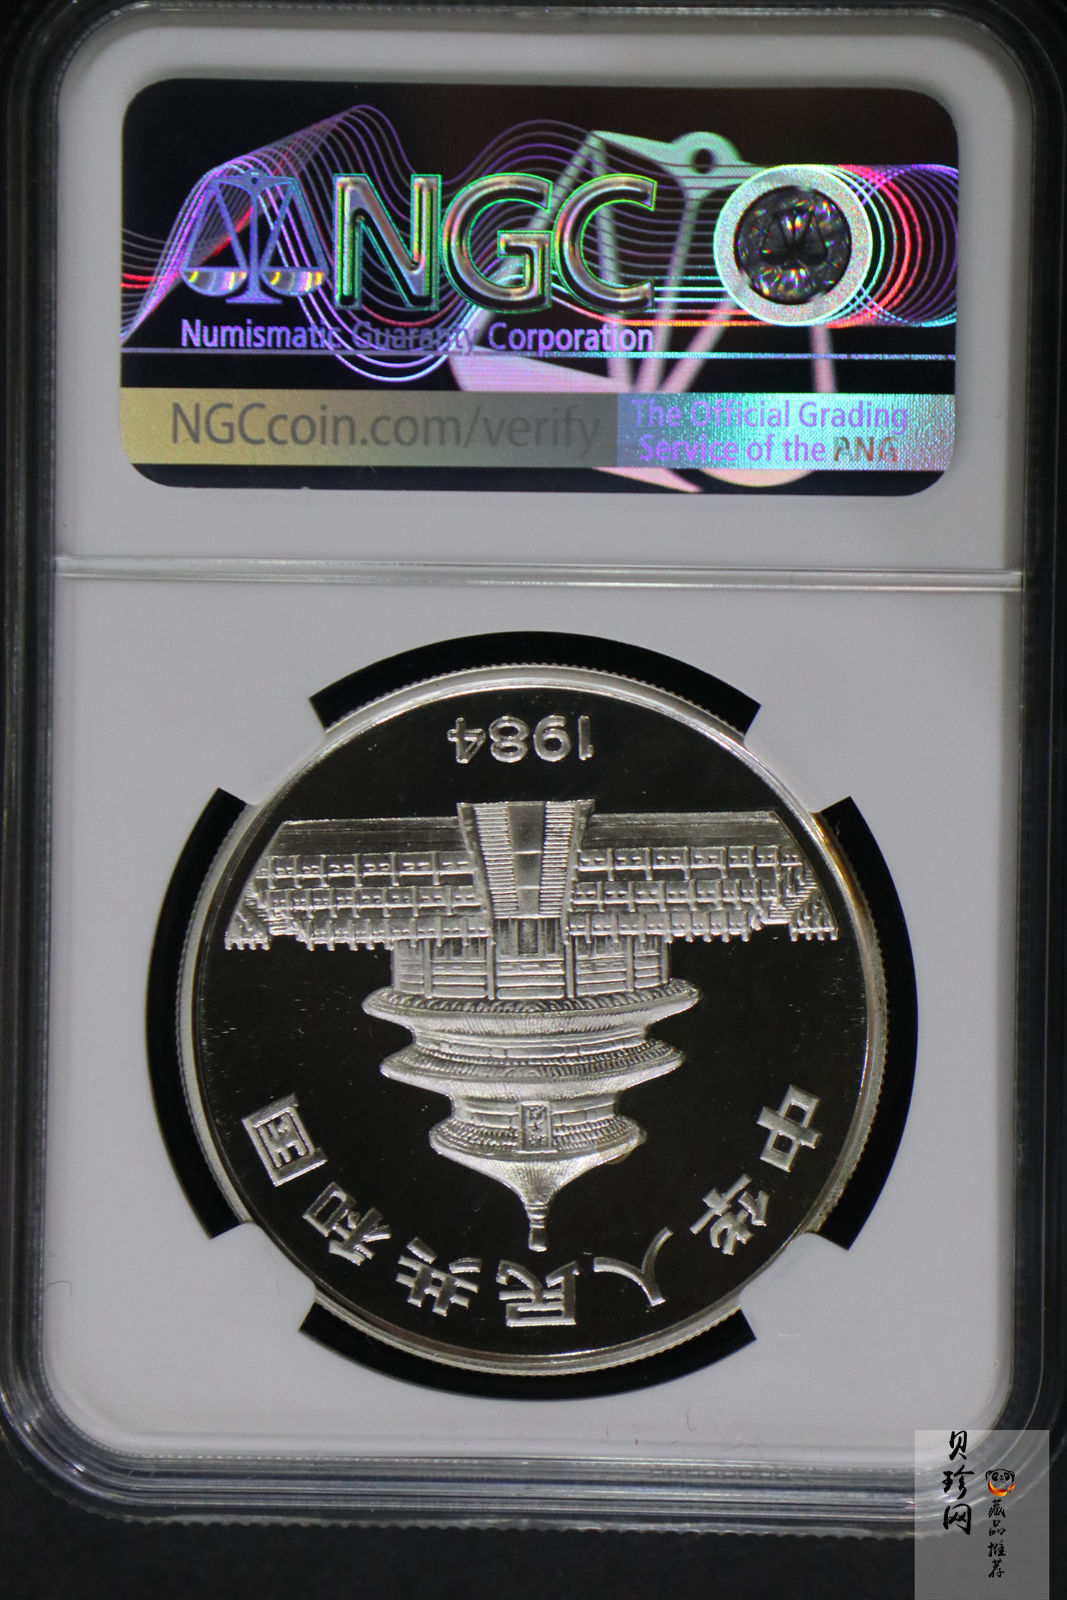 NGC
Numismatic Guaranty Corporation
NGCcoin.com/verify
The Official Grading
Service of the ANG
1984
中华人民共和国
贝珍网
藏品推荐